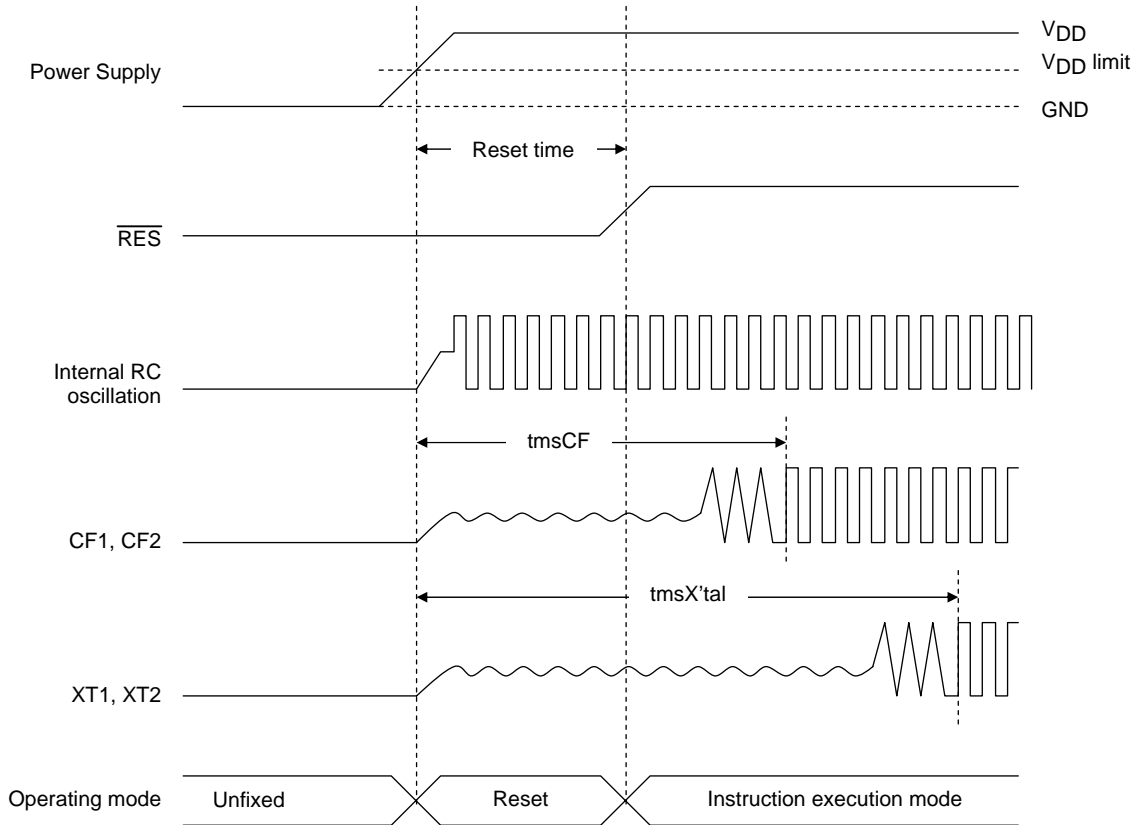 VDD
Power Supply
VDD limit
GND
Reset time
RES
Internal RC
oscillation
tmsCF
CF1, CF2
tmsX'tal
XT1, XT2
Operating mode
Unfixed
Reset
Instruction execution mode